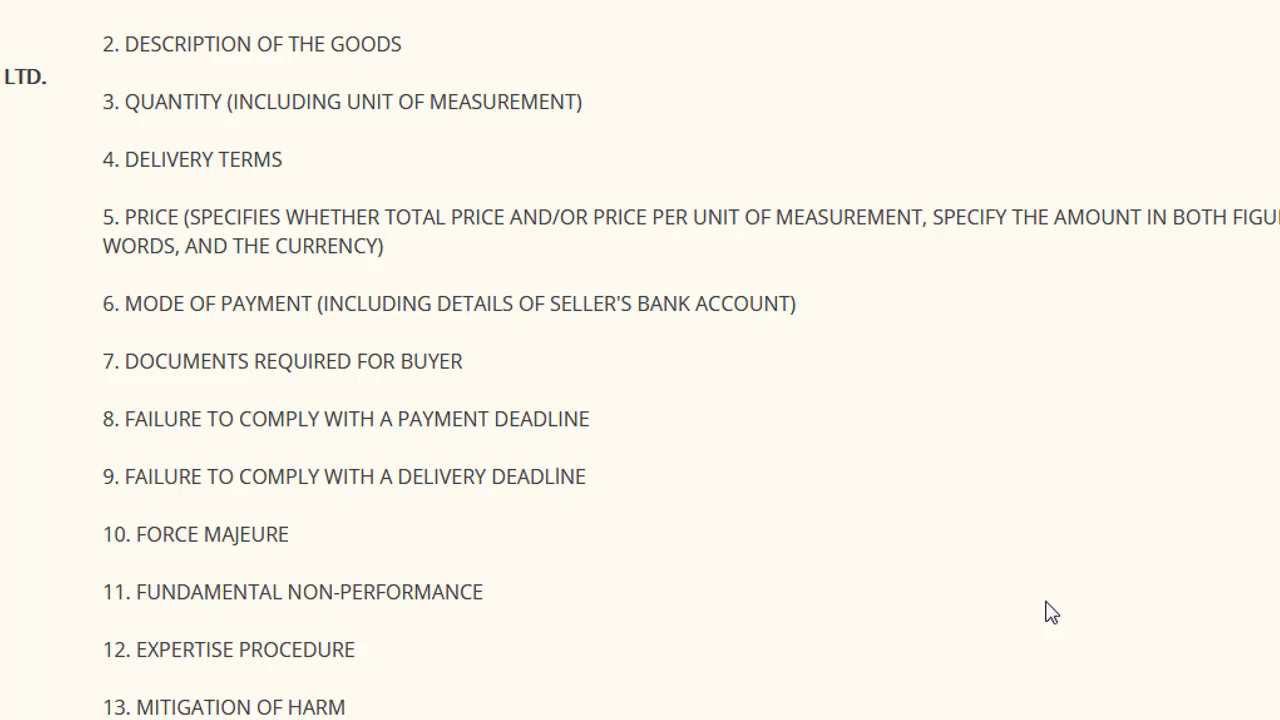 2. DESCRIPTION OF THE GOODS
LTD.
3. QUANTITY (INCLUDING UNIT OF MEASUREMENT)
4. DELIVERY TERMS
5. PRICE (SPECIFIES WHETHER TOTAL PRICE AND/OR PRICE PER UNIT OF MEASUREMENT, SPECIFY THE AMOUNT IN BOTH
WORDS, AND THE CURRENCY)
6. MODE OF PAYMENT (INCLUDING DETAILS OF SELLER'S BANK ACCOUNT)
7. DOCUMENTS REQUIRED FOR BUYER
8. FAILURE TO COMPLY WITH A PAYMENT DEADLINE
9. FAILURE TO COMPLY WITH A DELIVERY DEADLlNE
10. FORCE MAJEURE
11. FUNDAMENTAL NON-PERFORMANCE
12. EXPERTISE PROCEDURE
13. MITIGATION OF HARM